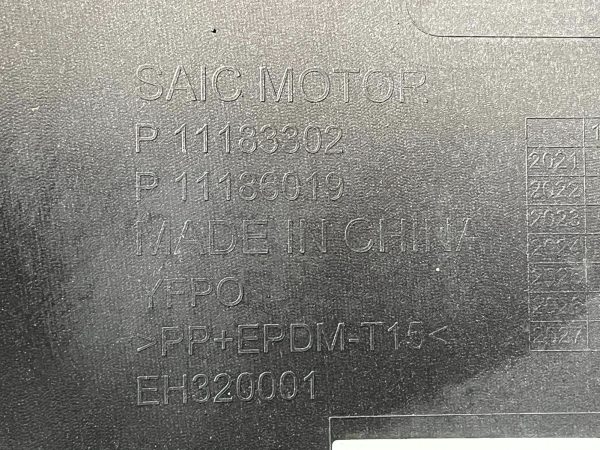 SAIC MOTOR
P 11183302
P 11186019
MADE IN CHINA
YFPO
>PP+EPDM-T15<
EH320001
1
2021
2022
2023
2024
2025
2026
2027